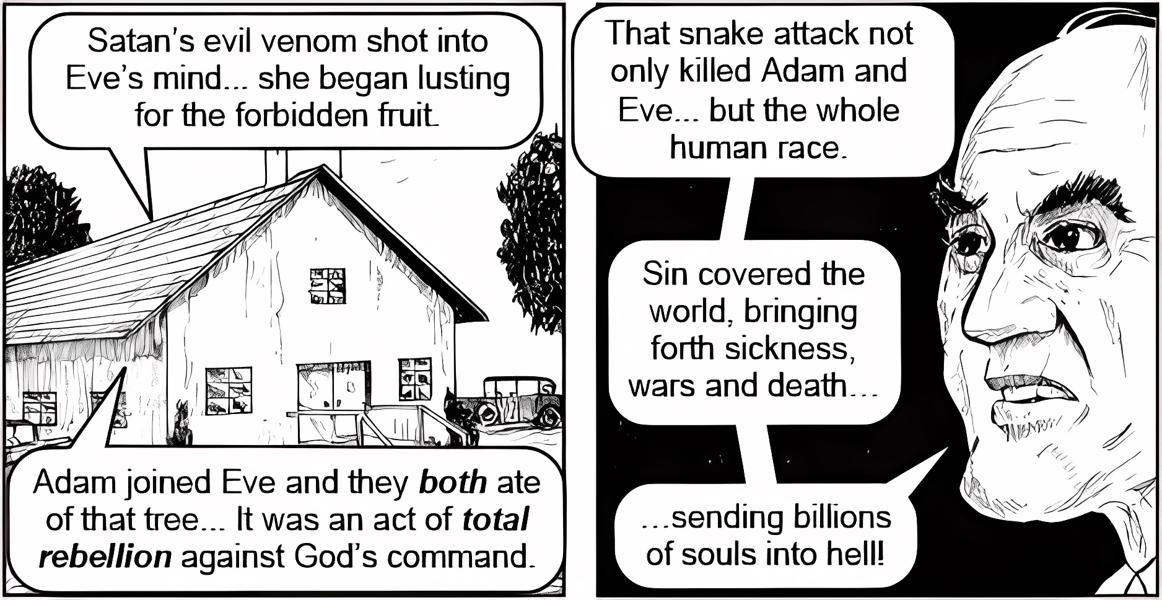 Satan's evil venom shot into
Eve's mind... she began lusting
for the forbidden fruit.
Adam joined Eve and they both ate
of that tree... It was an act of total
rebellion against God's command.
That snake attack not
only killed Adam and
Eve... but the whole
human race.
Sin covered the
world, bringing
forth sickness,
wars and death...
...sending billions
of souls into hell!